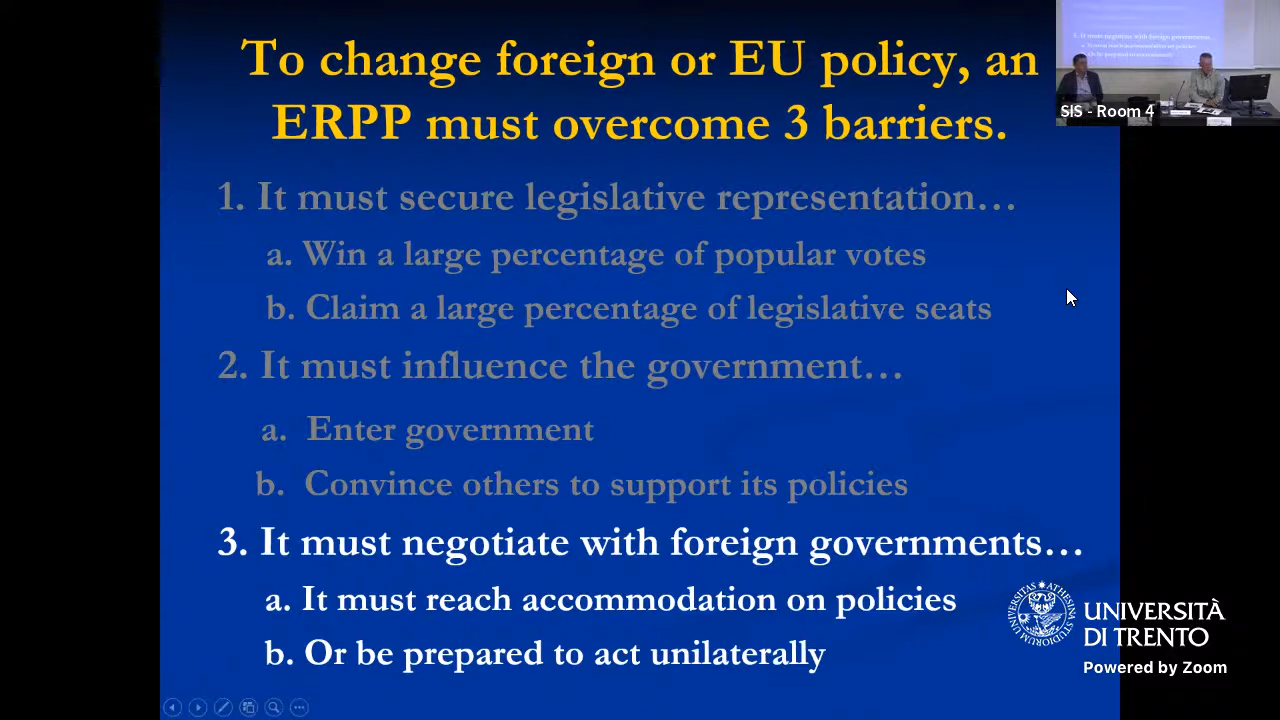 To change foreign or EU policy, an
ERPP must overcome 3 barriers.
1. It must secure legislative representation…
a. Win a large percentage of popular votes
b. Claim a large percentage of legislative seats
2. It must influence the government…
a. Enter government
b. Convince others to support its policies
3. It must negotiate with foreign governments…
a. It must reach accommodation on policies
b. Or be prepared to act unilaterally
SIS - Room 4
UNIVERSITÀ
DI TRENTO
Powered by Zoom